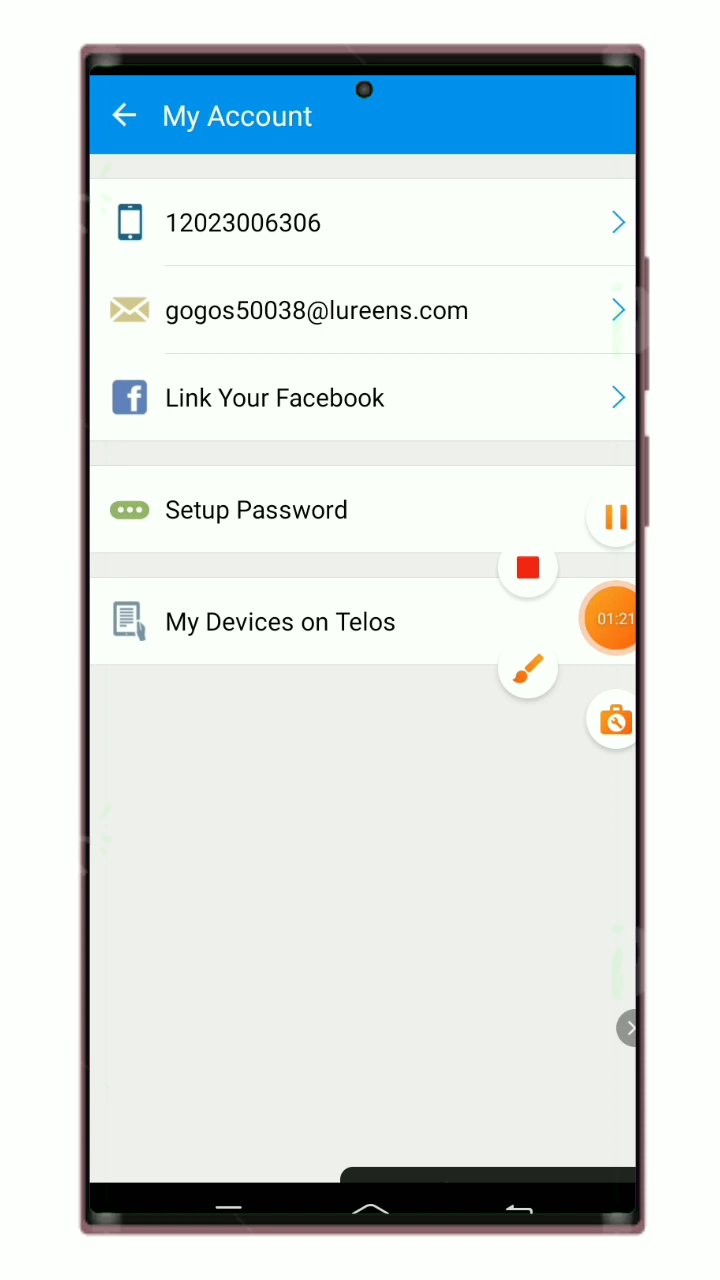 My Account
12023006306
gogos50038@lureens.com
Link Your Facebook
Setup Password
My Devices on Telos
01:21